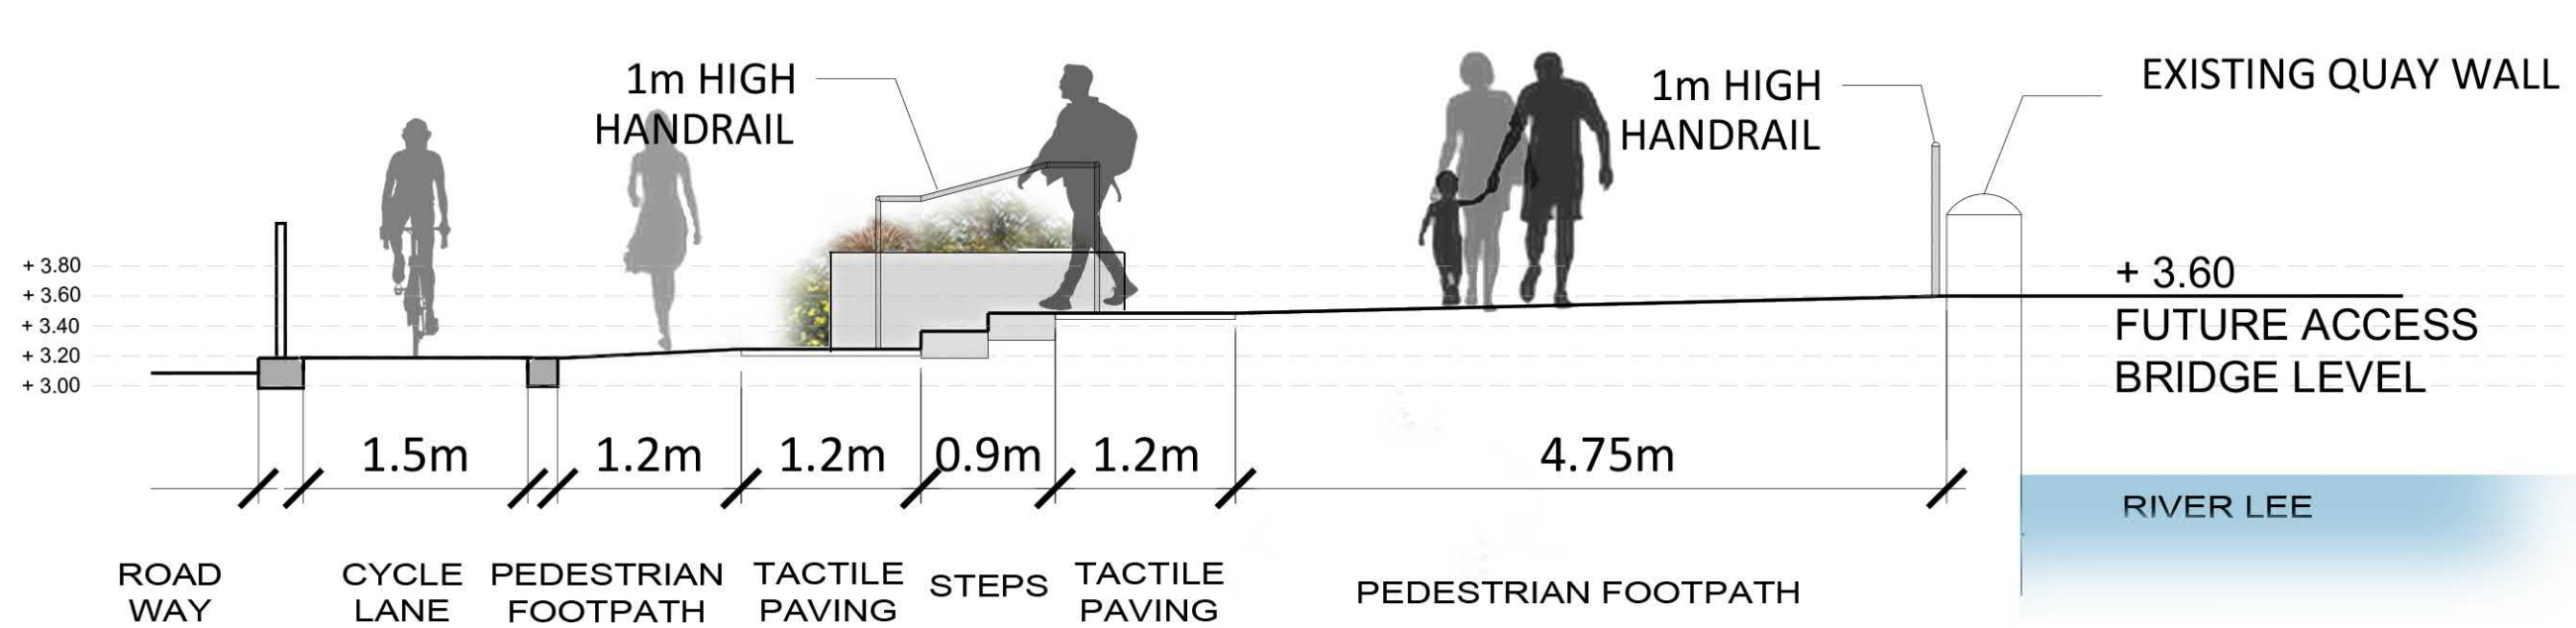 1m HIGH
HANDRAIL
1m HIGH
HANDRAIL
EXISTING QUAY WALL
+ 3.80
+ 3.60
+ 3.40
+ 3.20
+ 3.00
+ 3.60
FUTURE ACCESS
BRIDGE LEVEL
1.5m
1.2m
1.2m
0.9m
1.2m
4.75m
RIVER LEE
ROAD
WAY
CYCLE
LANE
PEDESTRIAN
FOOTPATH
TACTILE
PAVING
STEPS
TACTILE
PAVING
PEDESTRIAN FOOTPATH